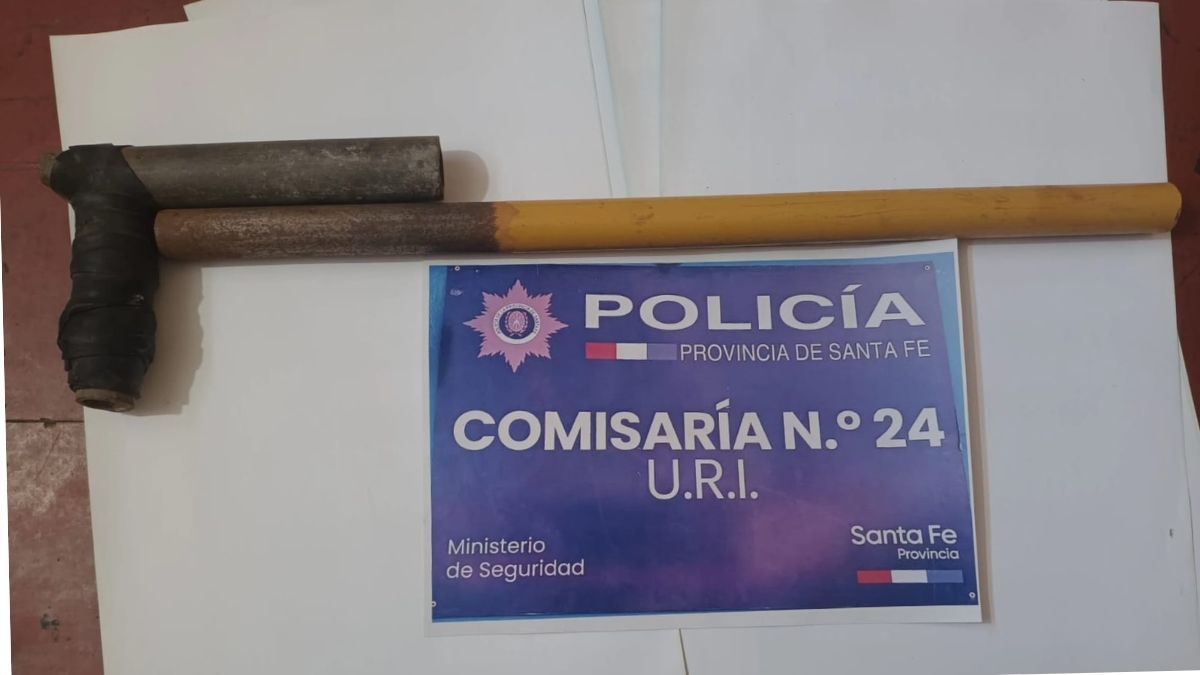 POLICÍA
PROVINCIA DE SANTA FE
COMISARÍA N.º 24
U.R.I.
Ministerio
de Seguridad
Santa Fe
Provincia